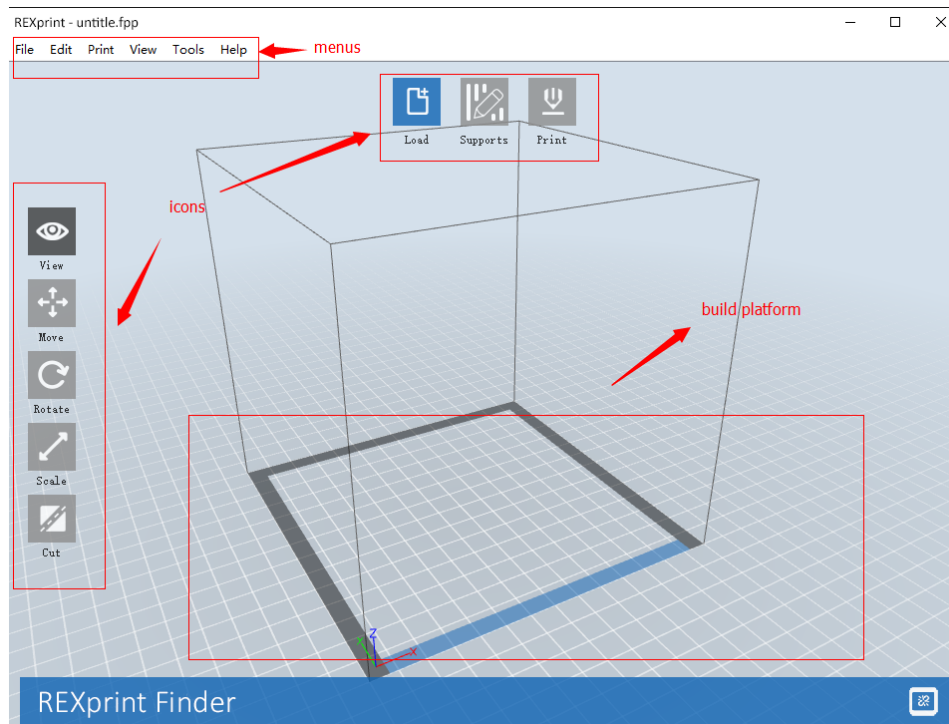 REXprint - untitle.fpp
File Edit Print View Tools Help
menus
Load Supports Print
icons
View
Move
build platform
Rotate
Scale
Cut
Z
X X
REXprint Finder